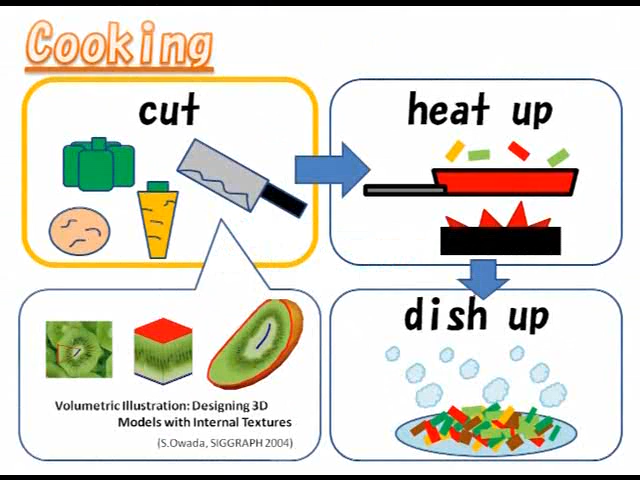 Cooking
cut
heat up
dish up
Volumetric Illustration: Designing 3D
Models with Internal Textures
(S.Owada, SIGGRAPH 2004)